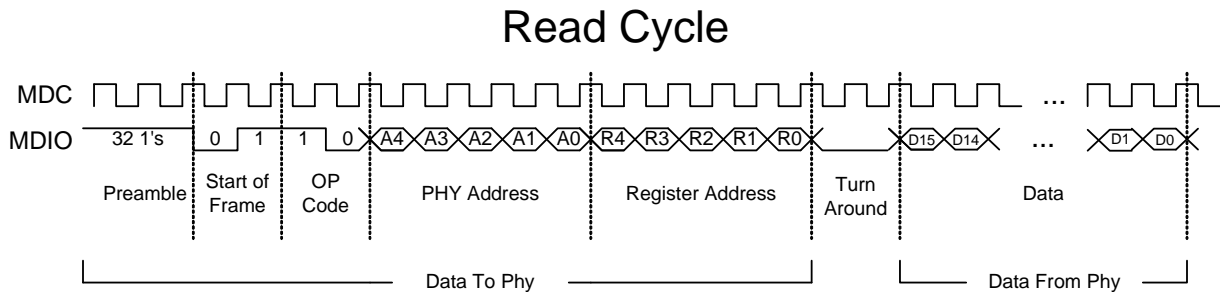 Read Cycle
MDC ...
MDIO 32 1's 0 1 1 0 A4 A3 A2 A1 A0 R4 R3 R2 R1 R0 D15 D14 ... D1 D0
Preamble Start of Frame OP Code PHY Address Register Address Turn Around Data
Data To Phy Data From Phy